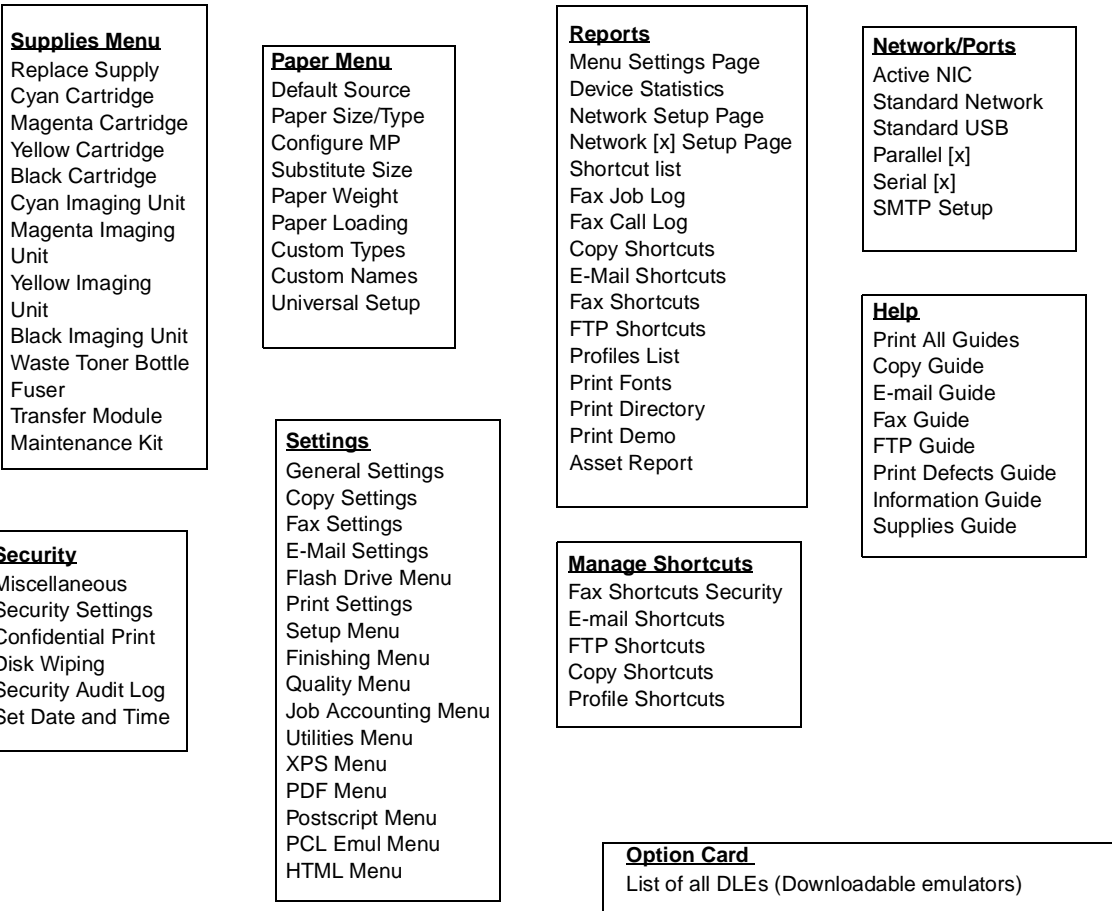 Supplies Menu
Replace Supply
Cyan Cartridge
Magenta Cartridge
Yellow Cartridge
Black Cartridge
Cyan Imaging Unit
Magenta Imaging
Unit
Yellow Imaging
Unit
Black Imaging Unit
Waste Toner Bottle
Fuser
Transfer Module
Maintenance Kit
Paper Menu
Default Source
Paper Size/Type
Configure MP
Substitute Size
Paper Weight
Paper Loading
Custom Types
Custom Names
Universal Setup
Reports
Menu Settings Page
Device Statistics
Network Setup Page
Network [x] Setup Page
Shortcut list
Fax Job Log
Fax Call Log
Copy Shortcuts
E-Mail Shortcuts
Fax Shortcuts
FTP Shortcuts
Profiles List
Print Fonts
Print Directory
Print Demo
Asset Report
Network/Ports
Active NIC
Standard Network
Standard USB
Parallel [x]
Serial [x]
SMTP Setup
Help
Print All Guides
Copy Guide
E-mail Guide
Fax Guide
FTP Guide
Print Defects Guide
Information Guide
Supplies Guide
Security
Miscellaneous
Security Settings
Confidential Print
Disk Wiping
Security Audit Log
Set Date and Time
Settings
General Settings
Copy Settings
Fax Settings
E-Mail Settings
Flash Drive Menu
Print Settings
Setup Menu
Finishing Menu
Quality Menu
Job Accounting Menu
Utilities Menu
XPS Menu
PDF Menu
Postscript Menu
PCL Emul Menu
HTML Menu
Manage Shortcuts
Fax Shortcuts Security
E-mail Shortcuts
FTP Shortcuts
Copy Shortcuts
Profile Shortcuts
Option Card
List of all DLEs (Downloadable emulators)